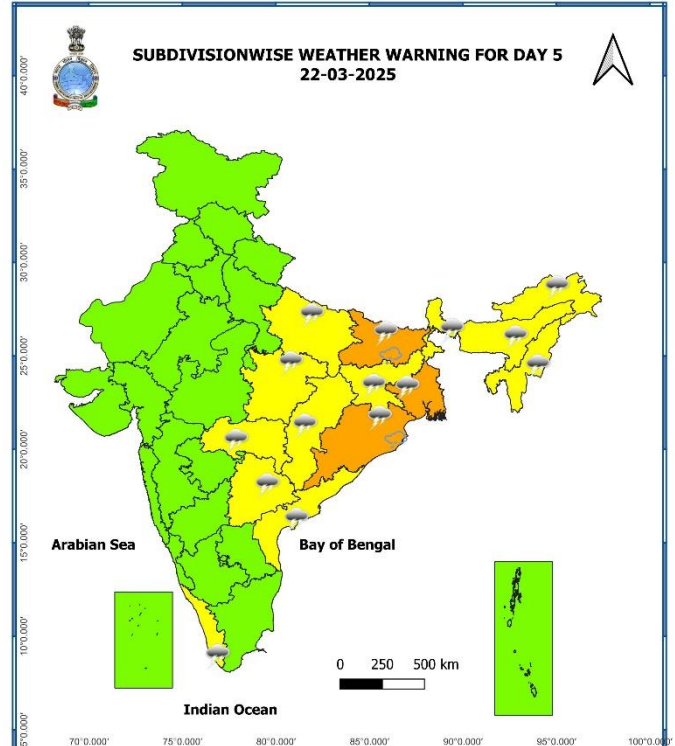 SUBDIVISIONWISE WEATHER WARNING FOR DAY 5
22-03-2025
40°0.000'
35°0.000'
30°0.000'
25°0.000'
20°0.000'
15°0.000'
10°0.000'
5°0.000'
Arabian Sea
Bay of Bengal
0 250 500 km
Indian Ocean
70°0.000' 75°0.000' 80°0.000' 85°0.000' 90°0.000' 95°0.000' 100°0.000'